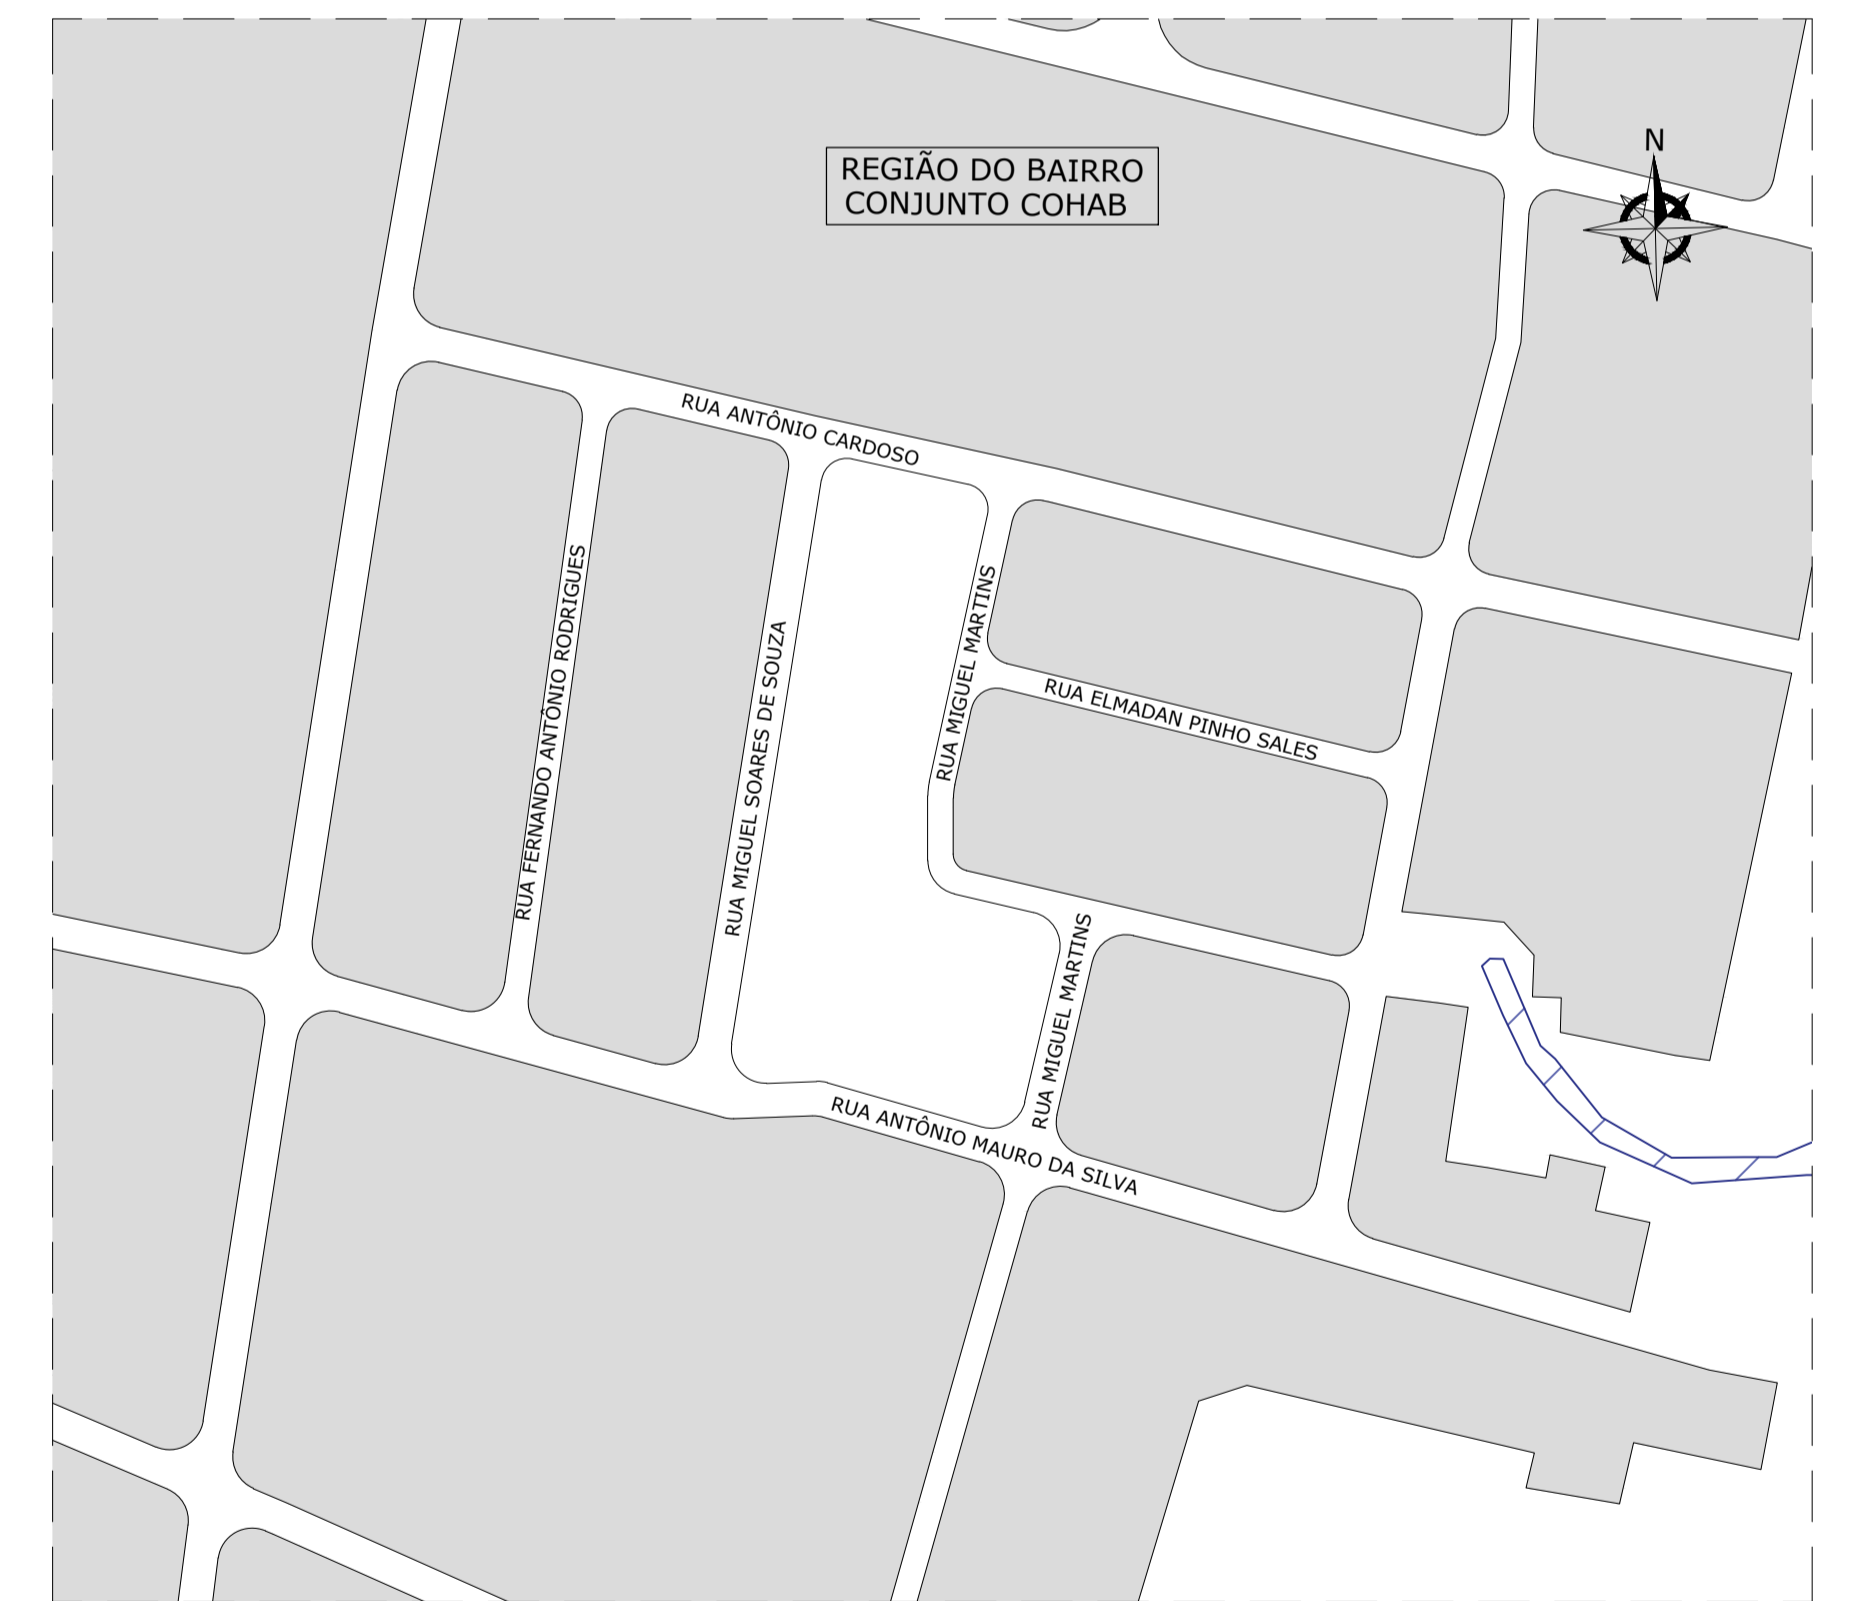 N
REGIÃO DO BAIRRO
CONJUNTO COHAB
RUA ANTÔNIO CARDOSO
RUA FERNANDO ANTÔNIO RODRIGUES
RUA MIGUEL SOARES DE SOUZA
RUA MIGUEL MARTINS
RUA ELMADAN PINHO SALES
RUA MIGUEL MARTINS
RUA ANTÔNIO MAURO DA SILVA